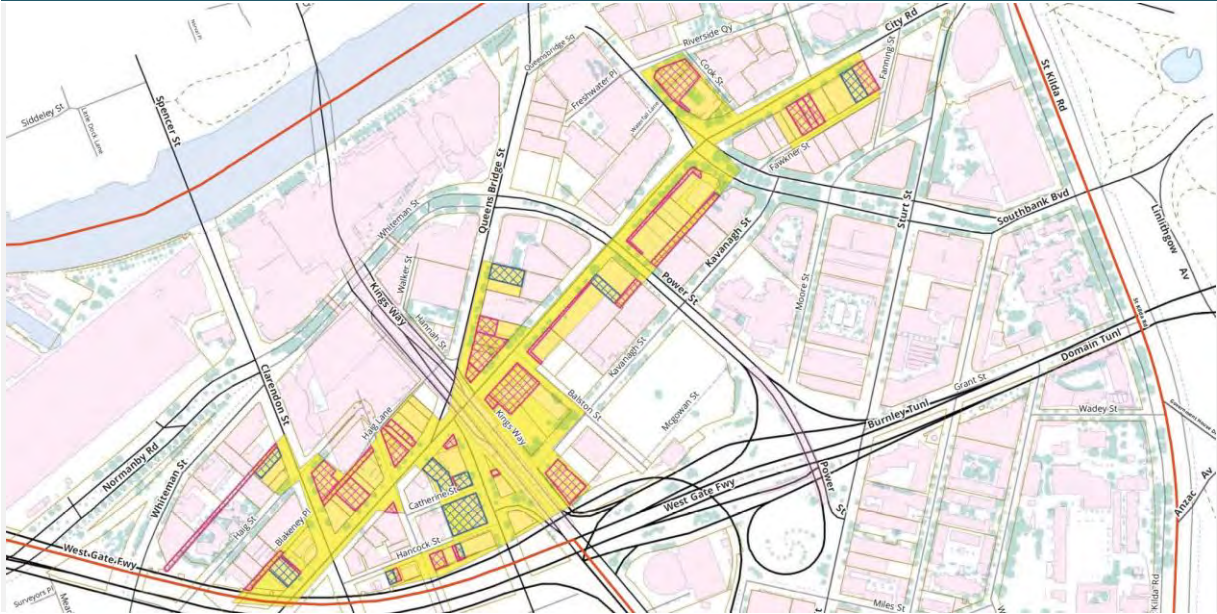 City Rd
Riverside Qy
Fanning St
Cook St
Queensbridge Sq
Freshwater Pl
Waterfall Lane
St Kilda Rd
Siddeley St
Spencer St
Fawkner St
Queens Bridge St
Whiteman St
Sturt St
Southbank Bvd
Linlithgow Av
Kavanagh St
Walker St
Power St
Moore St
Kings Way
Hannah St
Kavanagh St
Domain Tunl
Grant St
Clarendon St
Balston St
Burnley Tunl
Wadey St
Haig Lane
Kings Way
Mcgowan St
Normanby Rd
Whiteman St
Catherine St
West Gate Fwy
Power St
Anzac Av
Haig St
Blakeney Pl
Hancock St
West Gate Fwy
Surveyors Pl
Miles St
Kilda Rd